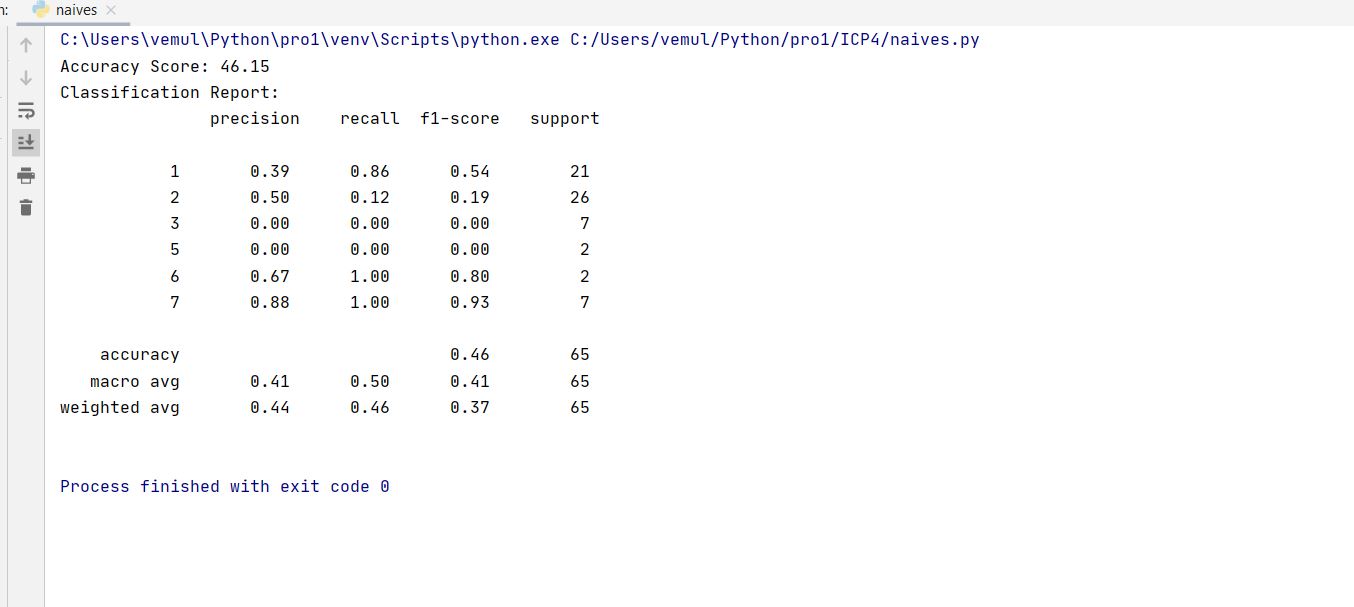 n: naives ×
C:\Users\vemul\Python\pro1\venv\Scripts\python.exe C:/Users/vemul/Python/pro1/ICP4/naives.py
Accuracy Score: 46.15
Classification Report:
precision recall f1-score support
1 0.39 0.86 0.54 21
2 0.50 0.12 0.19 26
3 0.00 0.00 0.00 7
5 0.00 0.00 0.00 2
6 0.67 1.00 0.80 2
7 0.88 1.00 0.93 7
accuracy 0.46 65
macro avg 0.41 0.50 0.41 65
weighted avg 0.44 0.46 0.37 65
Process finished with exit code 0